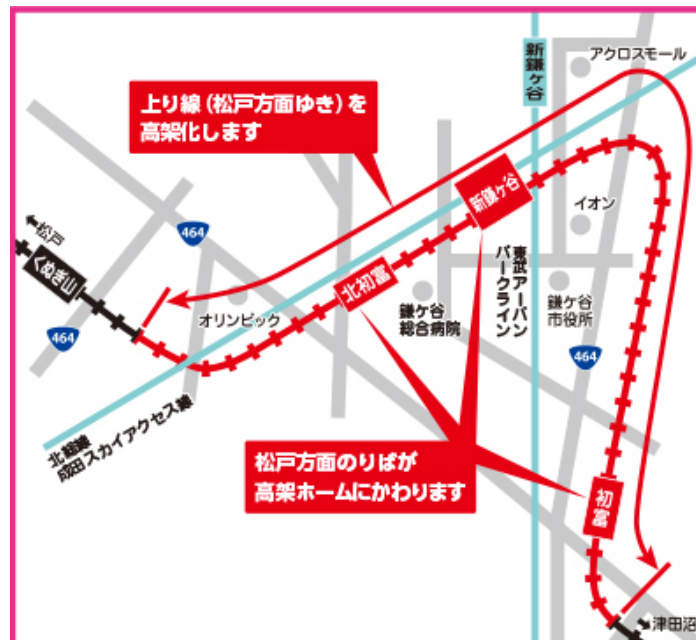 アクロスモール
新鎌ヶ谷
上り線(松戸方面ゆき)を
高架化します
新鎌ヶ谷
イオン
464
松戸
くぬぎ山
北初富
東武アーバン
パークライン
鎌ヶ谷
総合病院
鎌ヶ谷
市役所
オリンピック
464
464
北総線
成田スカイアクセス線
松戸方面のりばが
高架ホームにかわります
初富
津田沼